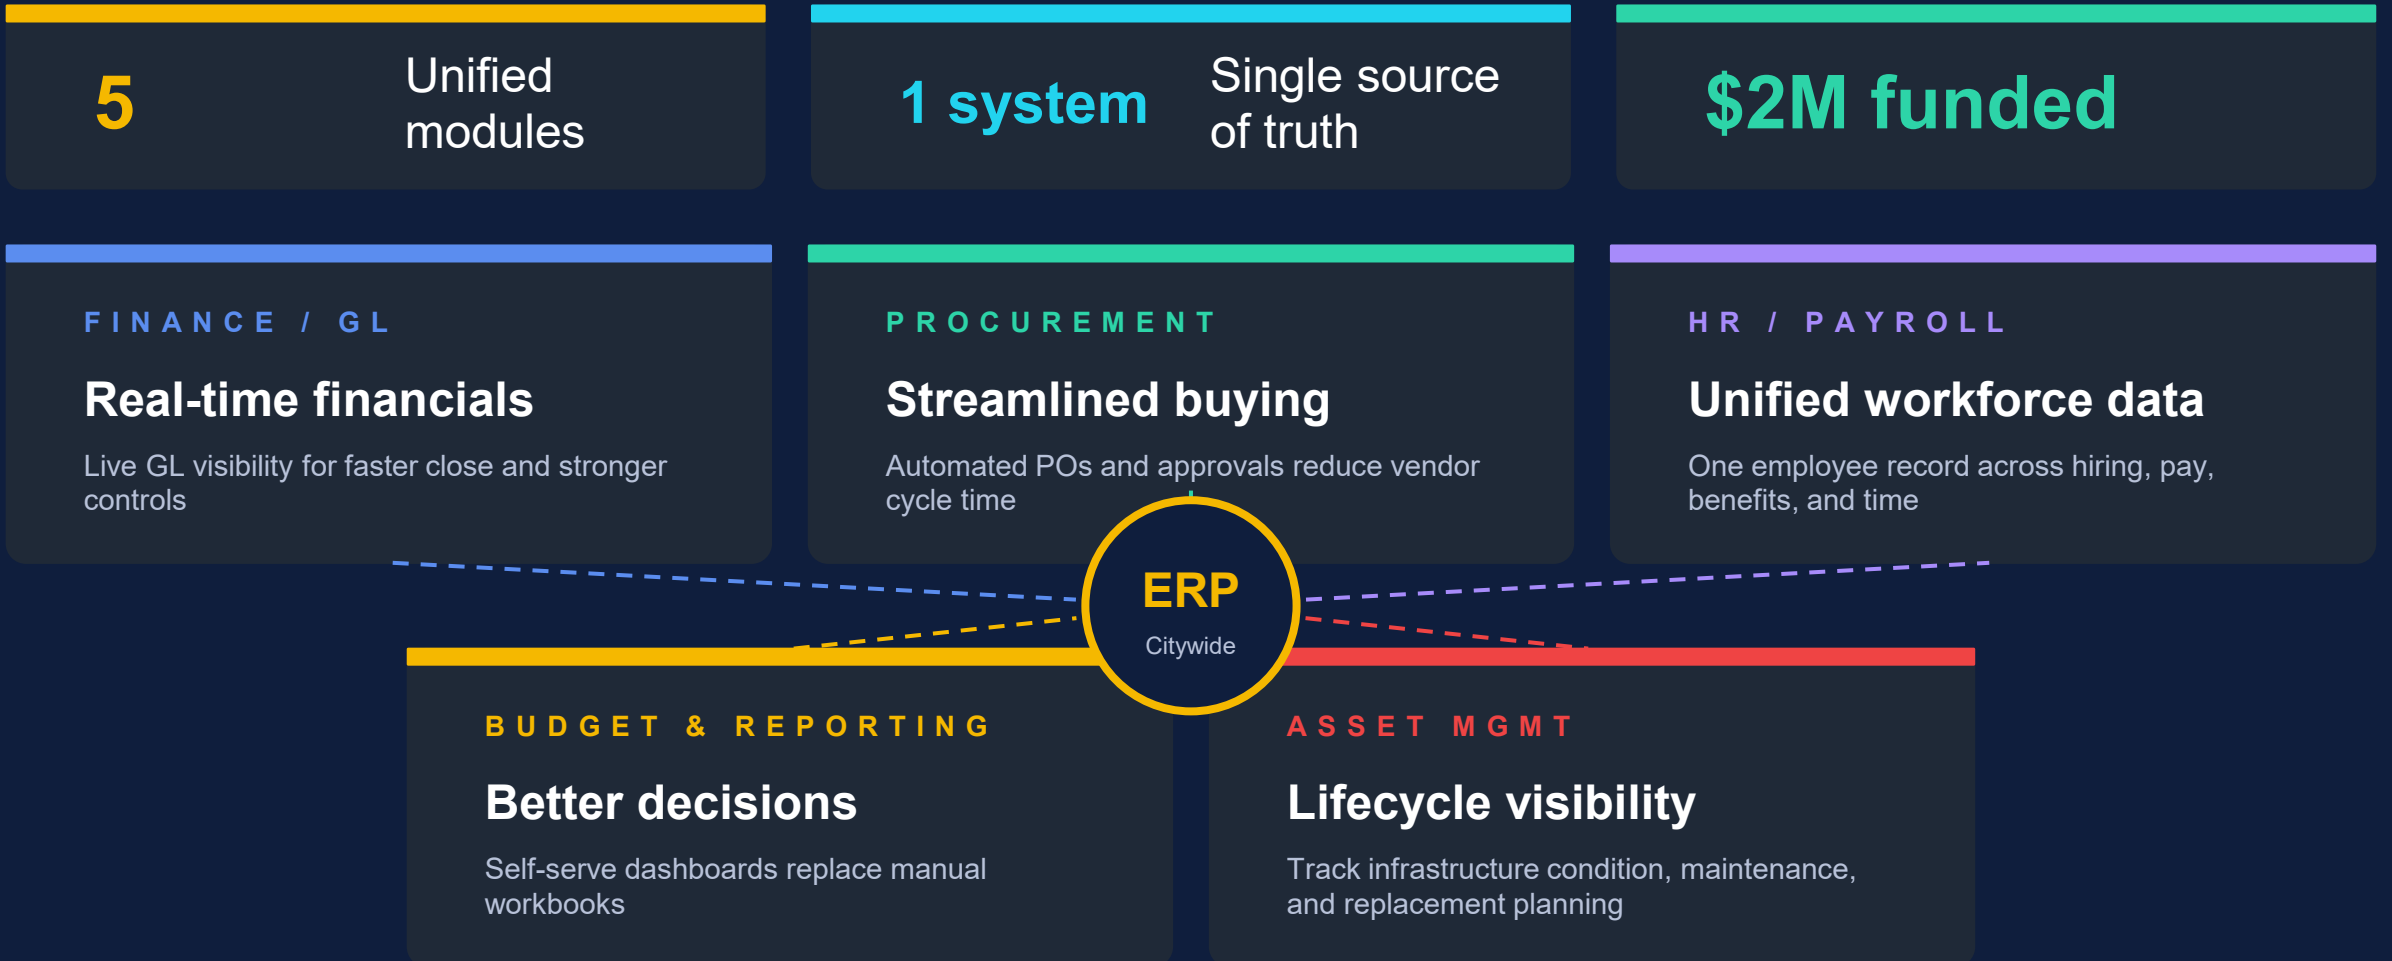 5
Unified
modules
1 system
Single source
of truth
$2M funded
FINANCE / GL
Real-time financials
Live GL visibility for faster close and stronger
controls
PROCUREMENT
Streamlined buying
Automated POs and approvals reduce vendor
cycle time
HR / PAYROLL
Unified workforce data
One employee record across hiring, pay,
benefits, and time
ERP
Citywide
BUDGET & REPORTING
Better decisions
Self-serve dashboards replace manual
workbooks
ASSET MGMT
Lifecycle visibility
Track infrastructure condition, maintenance,
and replacement planning